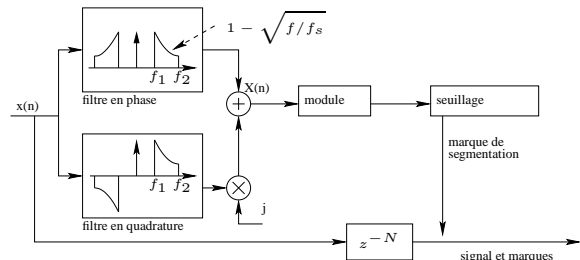 1 − √f/fs
f1 f2
X(n)
filtre en phase
x(n)
module
seuillage
marque de
segmentation
f1 f2
filtre en quadrature
j
z−N
signal et marques